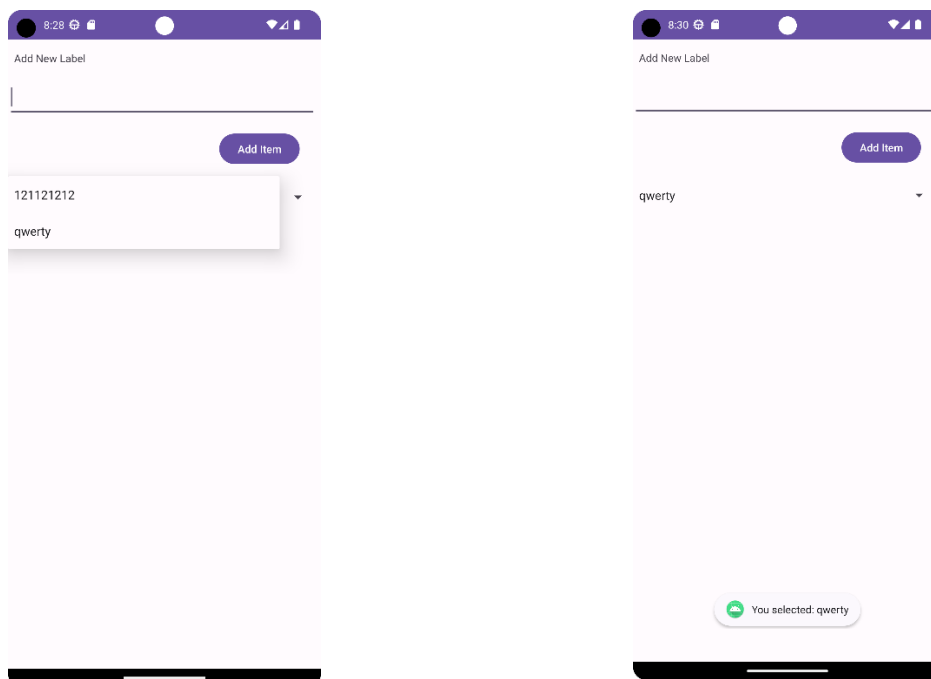 8:28
Add New Label
Add Item
121121212
qwerty
8:30
Add New Label
Add Item
qwerty
You selected: qwerty